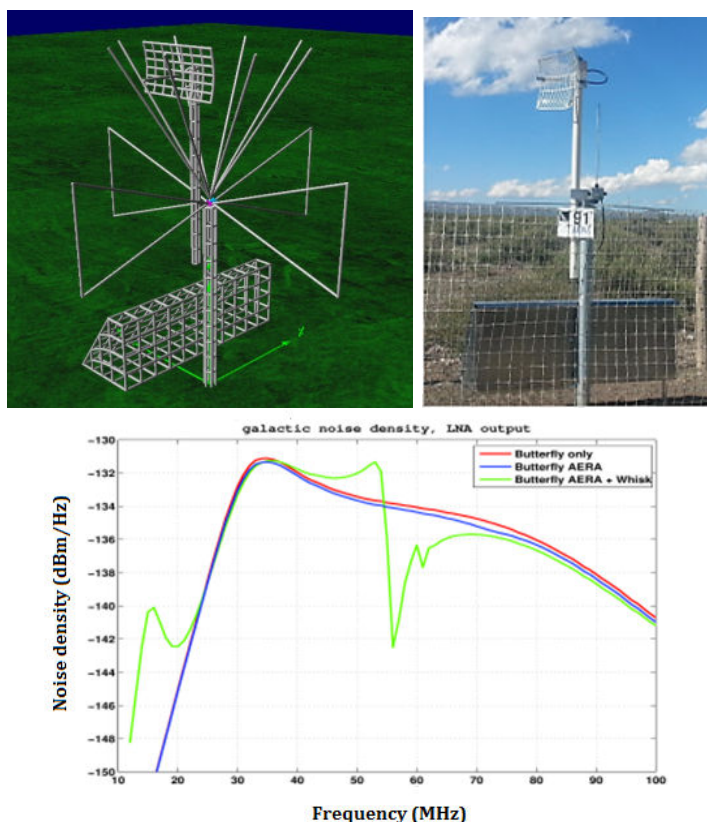 91
galactic noise density, LNA output
Butterfly only
Butterfly AERA
Butterfly AERA + Whisk
Noise density (dBm/Hz)
-130
-132
-134
-136
-138
-140
-142
-144
-146
-148
-150
10 20 30 40 50 60 70 80 90 100
Frequency (MHz)